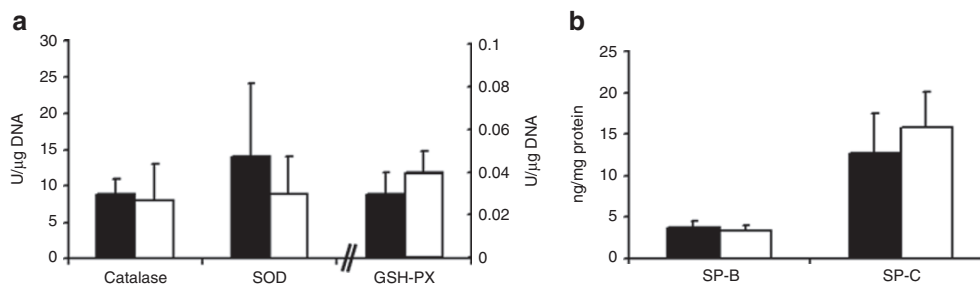 a
30
25
20
15
10
5
0
U/µg DNA
Catalase
SOD
GSH-PX
0.1
0.08
0.06
0.04
0.02
0
U/µg DNA
b
25
20
15
10
5
0
ng/mg protein
SP-B
SP-C